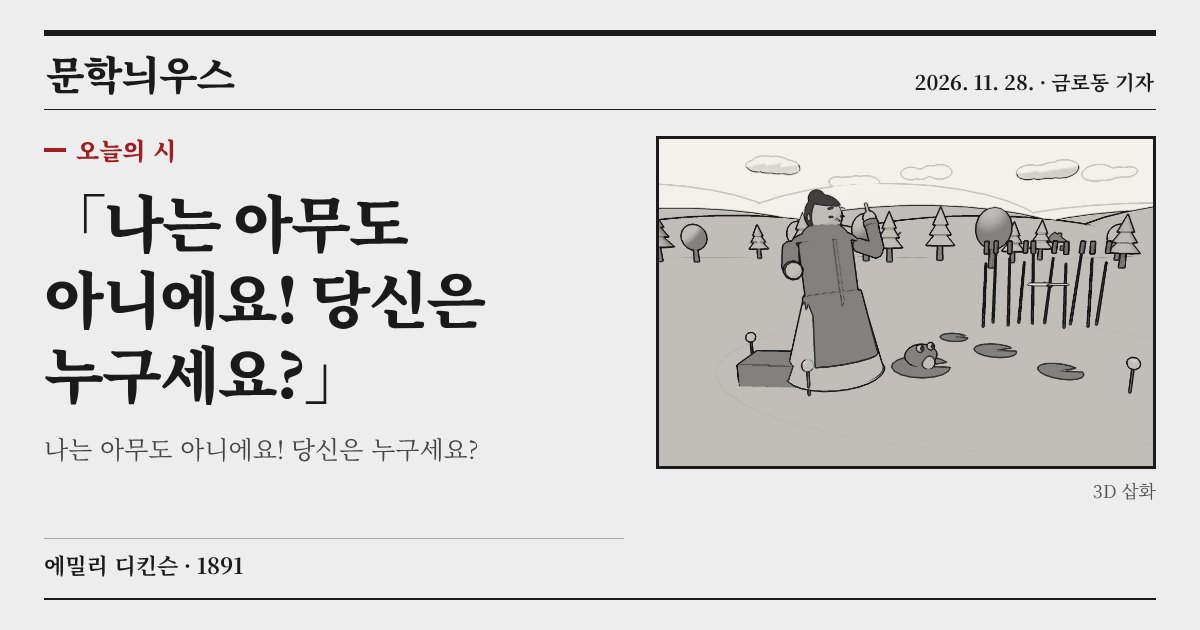 문학늬우스
2026. 11. 28. · 금로동 기자
오늘의 시
「나는 아무도
아니에요! 당신은
누구세요?」
나는 아무도 아니에요! 당신은 누구세요?
3D 삽화
에밀리 디킨슨 · 1891